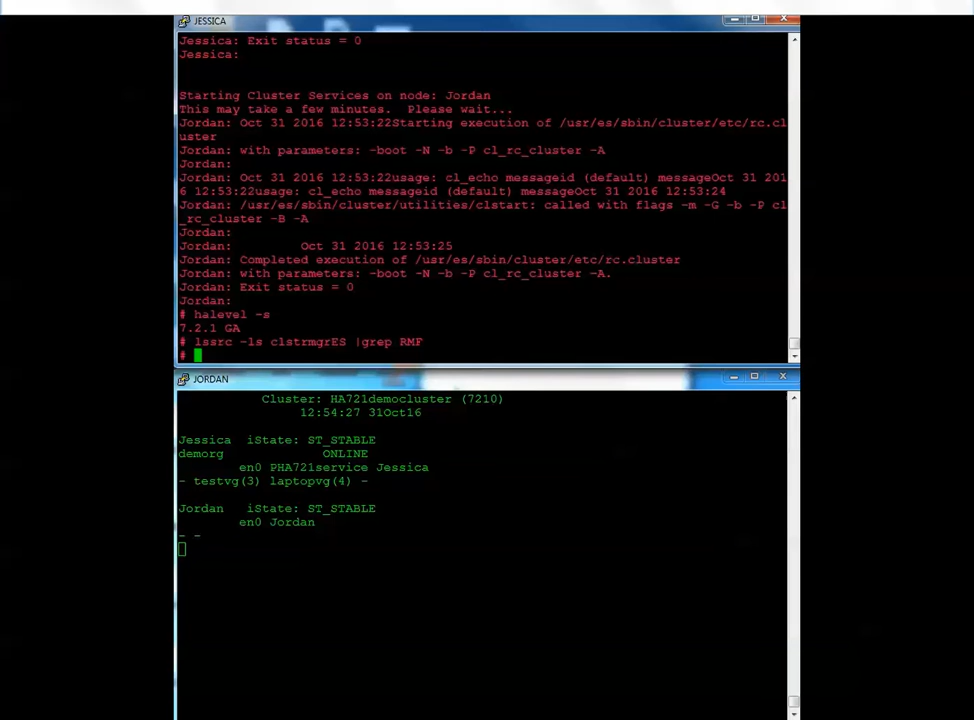 JESSICA
Jessica: Exit status = 0
Jessica:
Starting Cluster Services on node: Jordan
This may take a few minutes.  Please wait...
Jordan: Oct 31 2016 12:53:22Starting execution of /usr/es/sbin/cluster/etc/rc.cl
uster
Jordan: with parameters: -boot -N -b -P cl_rc_cluster -A
Jordan:
Jordan: Oct 31 2016 12:53:22usage: cl_echo messageid (default) messageOct 31 201
6 12:53:22usage: cl_echo messageid (default) messageOct 31 2016 12:53:24
Jordan: /usr/es/sbin/cluster/utilities/clstart: called with flags -m -G -b -P cl
_rc_cluster -B -A
Jordan:
Jordan:         Oct 31 2016 12:53:25
Jordan: Completed execution of /usr/es/sbin/cluster/etc/rc.cluster
Jordan: with parameters: -boot -N -b -P cl_rc_cluster -A.
Jordan: Exit status = 0
Jordan:
# halevel -s
7.2.1 GA
# lssrc -ls clstrmgrES |grep RMF
#
JORDAN
Cluster: HA721democluster (7210)
12:54:27 31Oct16
Jessica  iState: ST_STABLE
demorg             ONLINE
en0 PHA721service Jessica
- testvg(3) laptopvg(4) -
Jordan   iState: ST_STABLE
en0 Jordan
- -